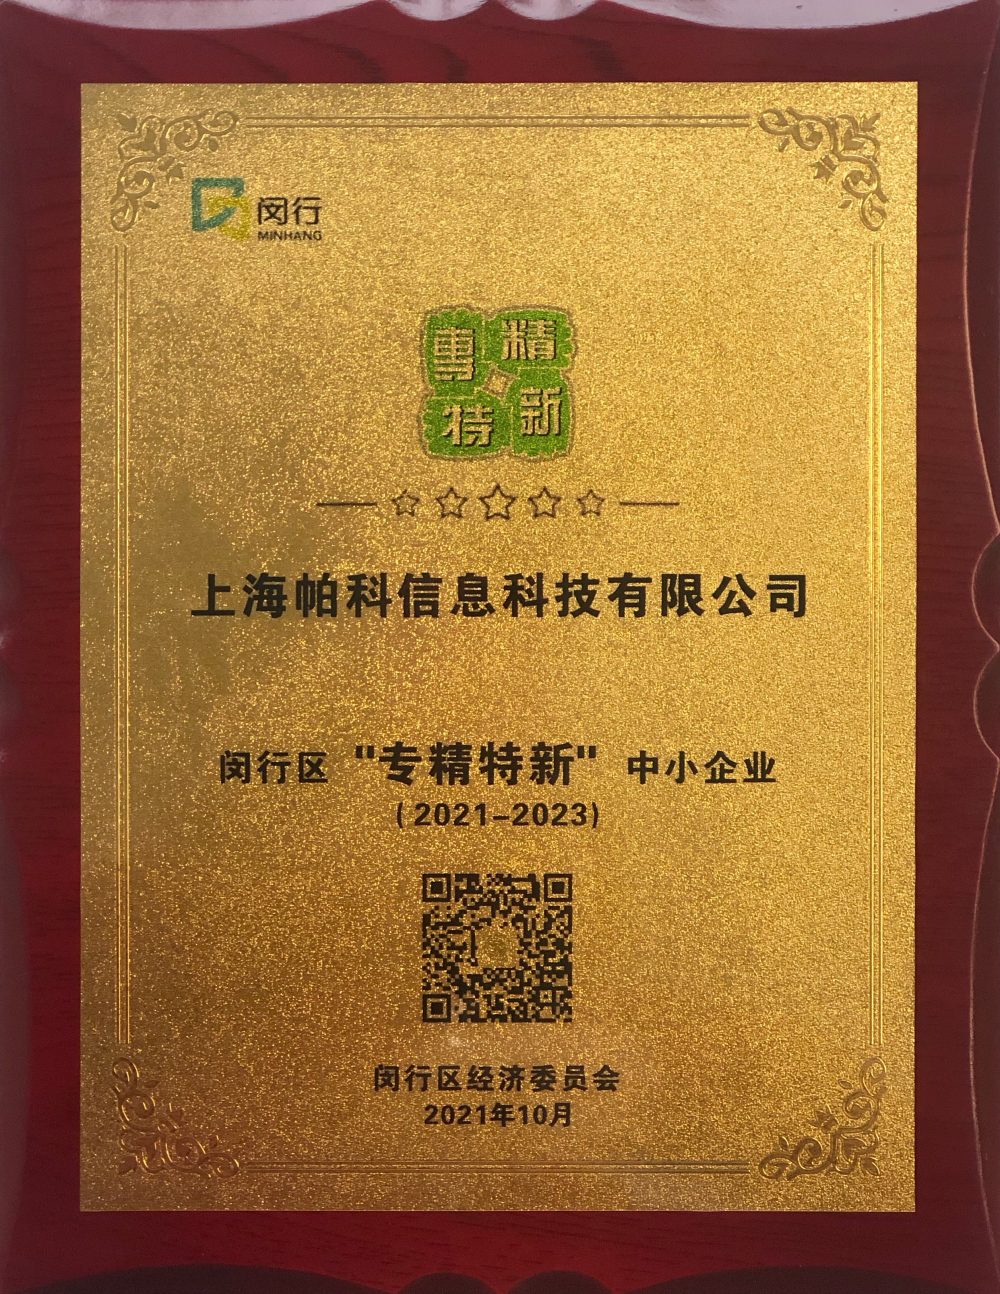 闵行
MINHANG
專精
特新
上海帕科信息科技有限公司
闵行区 "专精特新" 中小企业
(2021-2023)
闵行区经济委员会
2021年10月